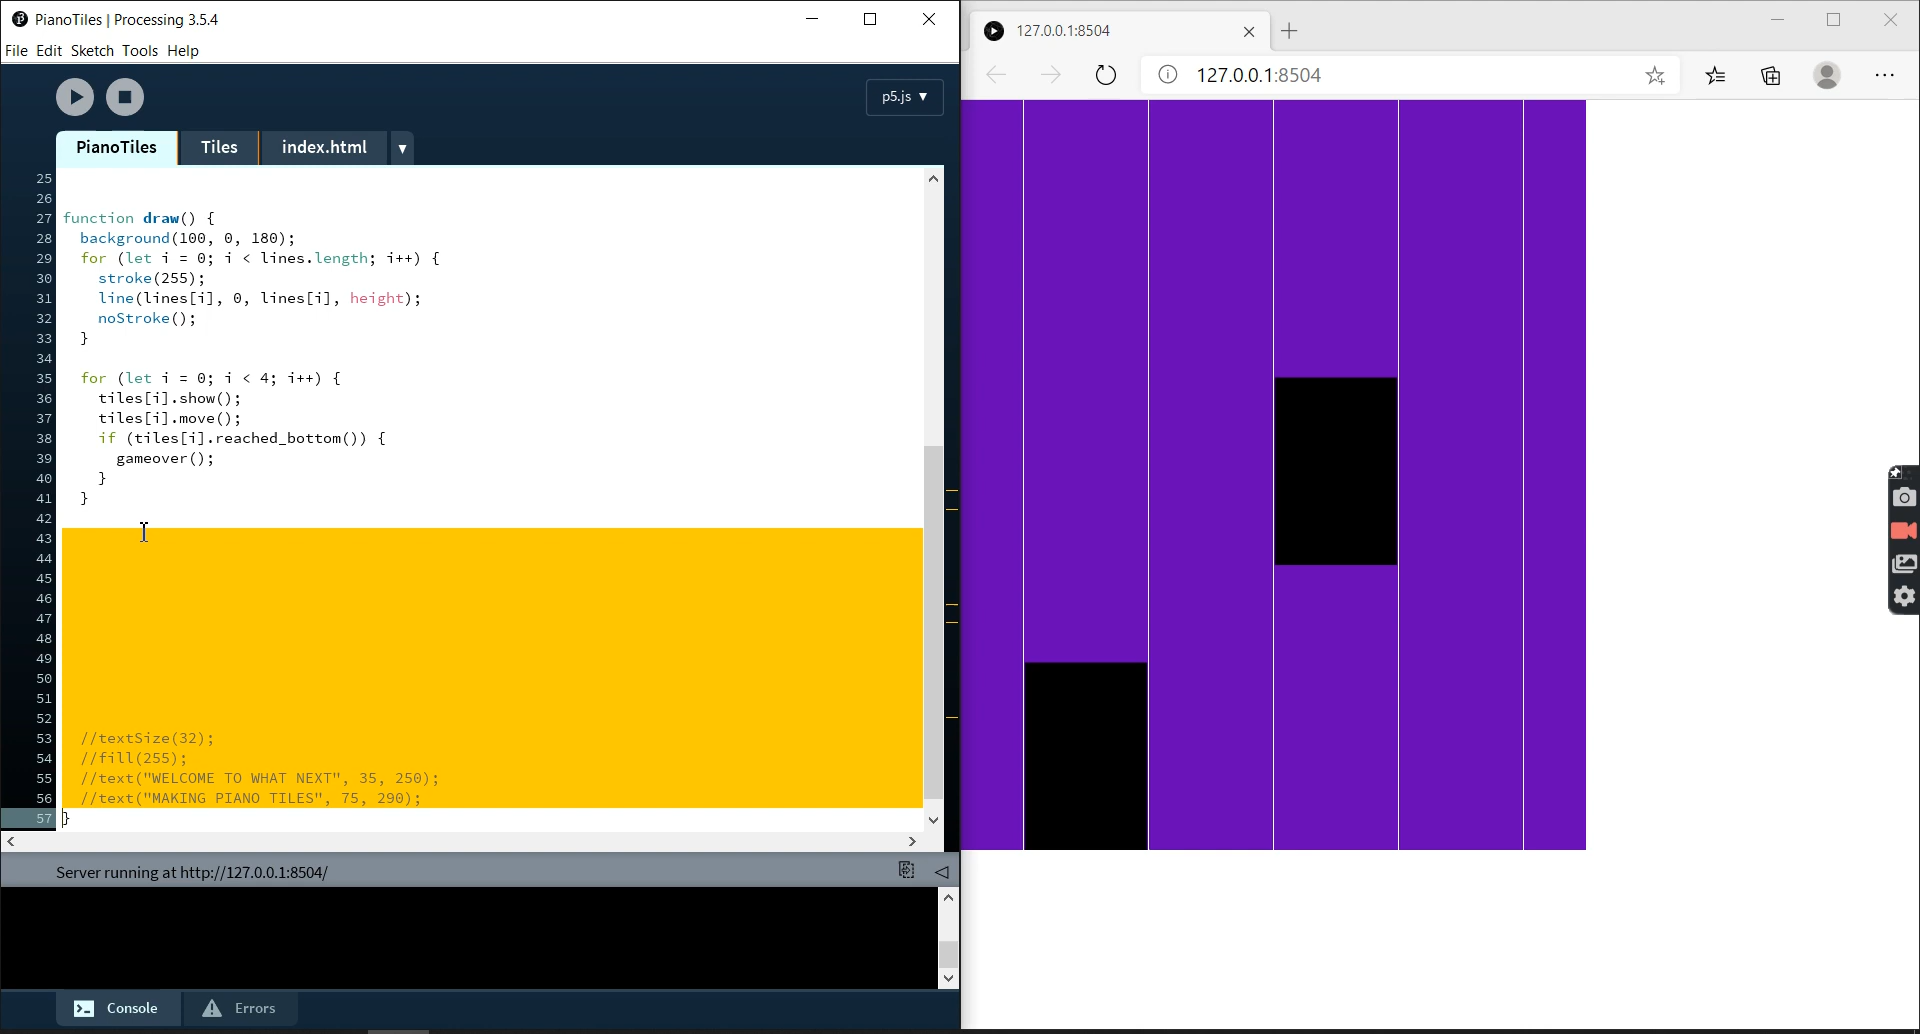 PianoTiles | Processing 3.5.4
File Edit Sketch Tools Help
p5.js ▼
PianoTiles Tiles index.html ▼
25
26
27 function draw() {
28 background(100, 0, 180);
29 for (let i = 0; i < lines.length; i++) {
30 stroke(255);
31 line(lines[i], 0, lines[i], height);
32 noStroke();
33 }
34
35 for (let i = 0; i < 4; i++) {
36 tiles[i].show();
37 tiles[i].move();
38 if (tiles[i].reached_bottom()) {
39 gameover();
40 }
41 }
42
43
44
45
46
47
48
49
50
51
52
53 //textSize(32);
54 //fill(255);
55 //text("WELCOME TO WHAT NEXT", 35, 250);
56 //text("MAKING PIANO TILES", 75, 290);
57 }
Server running at http://127.0.0.1:8504/
Console Errors
127.0.0.1:8504
127.0.0.1:8504